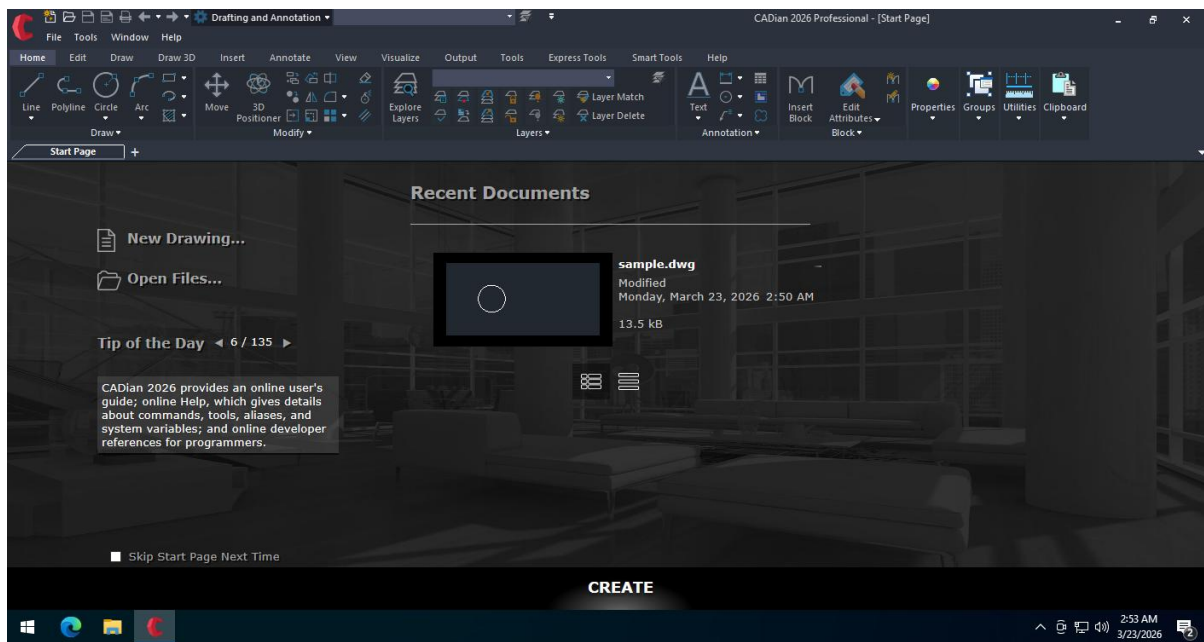 Drafting and Annotation
CADian 2026 Professional - [Start Page]
File Tools Window Help
Home Edit Draw Draw 3D Insert Annotate View Visualize Output Tools Express Tools Smart Tools Help
Line Polyline Circle Arc Move 3D Positioner Explore Layers Layer Match Layer Delete Text Insert Block Edit Attributes Properties Groups Utilities Clipboard
Draw Modify Layers Annotation Block
Start Page +
Recent Documents
New Drawing...
Open Files...
sample.dwg
Modified
Monday, March 23, 2026 2:50 AM
13.5 kB
Tip of the Day 6 / 135
CADian 2026 provides an online user's
guide; online Help, which gives details
about commands, tools, aliases, and
system variables; and online developer
references for programmers.
Skip Start Page Next Time
CREATE
2:53 AM
3/23/2026
2